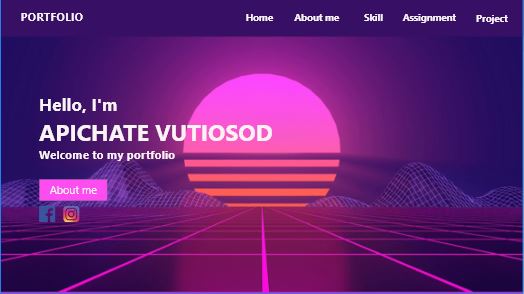 PORTFOLIO
Home About me Skill Assignment Project
Hello, I'm
APICHATE VUTIOSOD
Welcome to my portfolio
About me